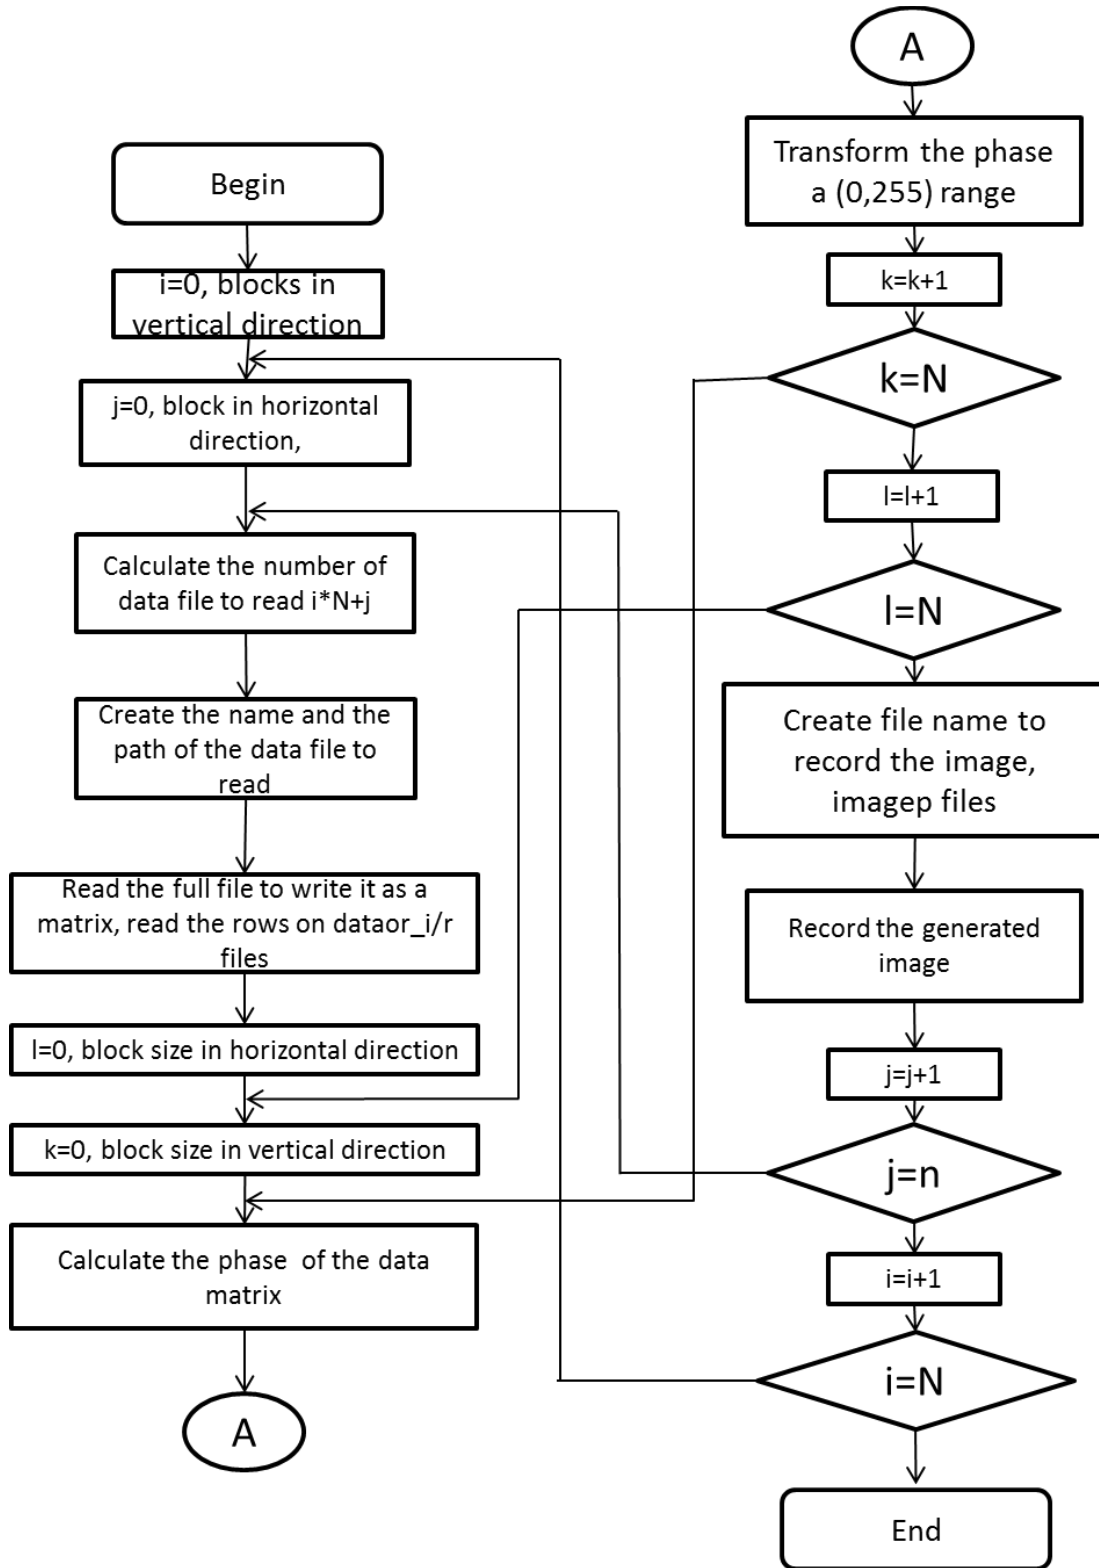 Begin
i=0, blocks in
vertical direction
j=0, block in horizontal
direction,
Calculate the number of
data file to read i*N+j
Create the name and the
path of the data file to
read
Read the full file to write it as a
matrix, read the rows on dataor_i/r
files
l=0, block size in horizontal direction
k=0, block size in vertical direction
Calculate the phase of the data
matrix
A
A
Transform the phase
a (0,255) range
k=k+1
k=N
l=l+1
l=N
Create file name to
record the image,
imagep files
Record the generated
image
j=j+1
j=n
i=i+1
i=N
End